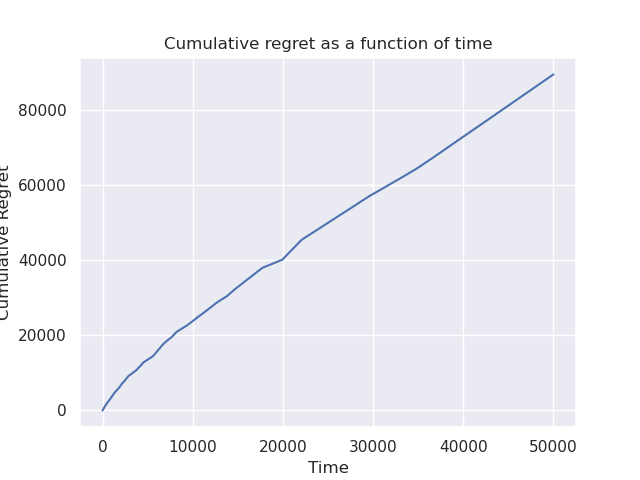 Cumulative regret as a function of time
Cumulative Regret
80000
60000
40000
20000
0
0 10000 20000 30000 40000 50000
Time